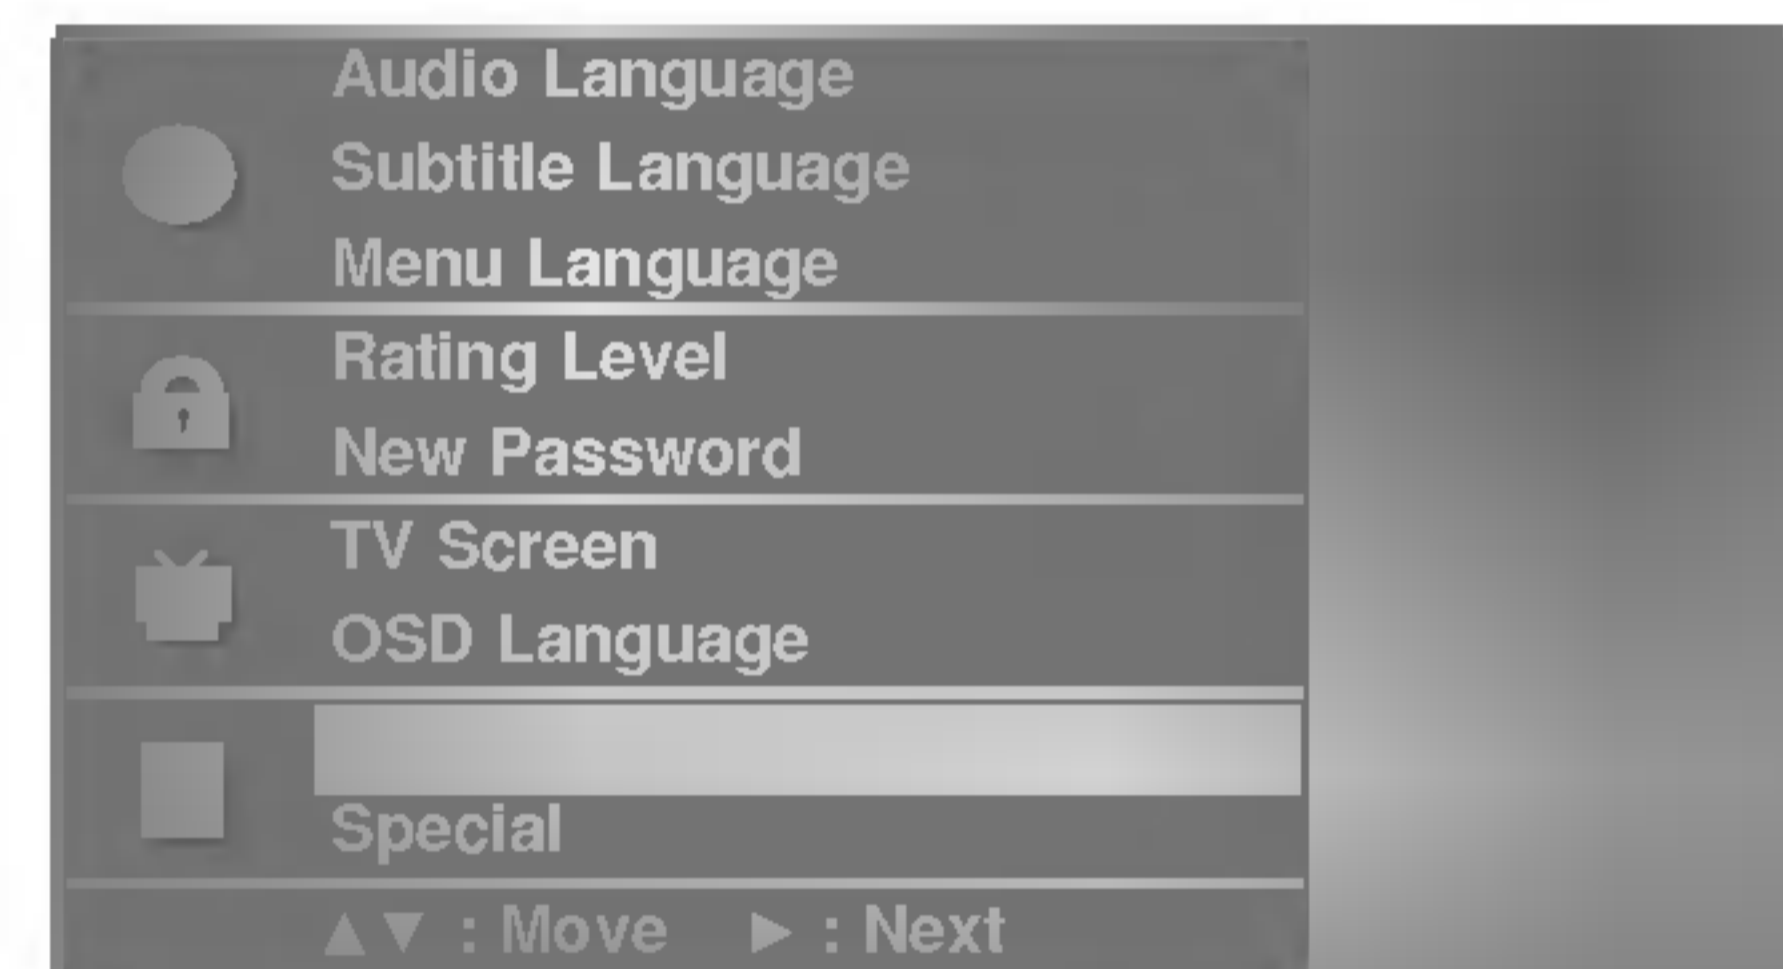 Audio Language
Subtitle Language
Menu Language
Rating Level
New Password
TV Screen
OSD Language
Special
▲▼ : Move ▶ : Next